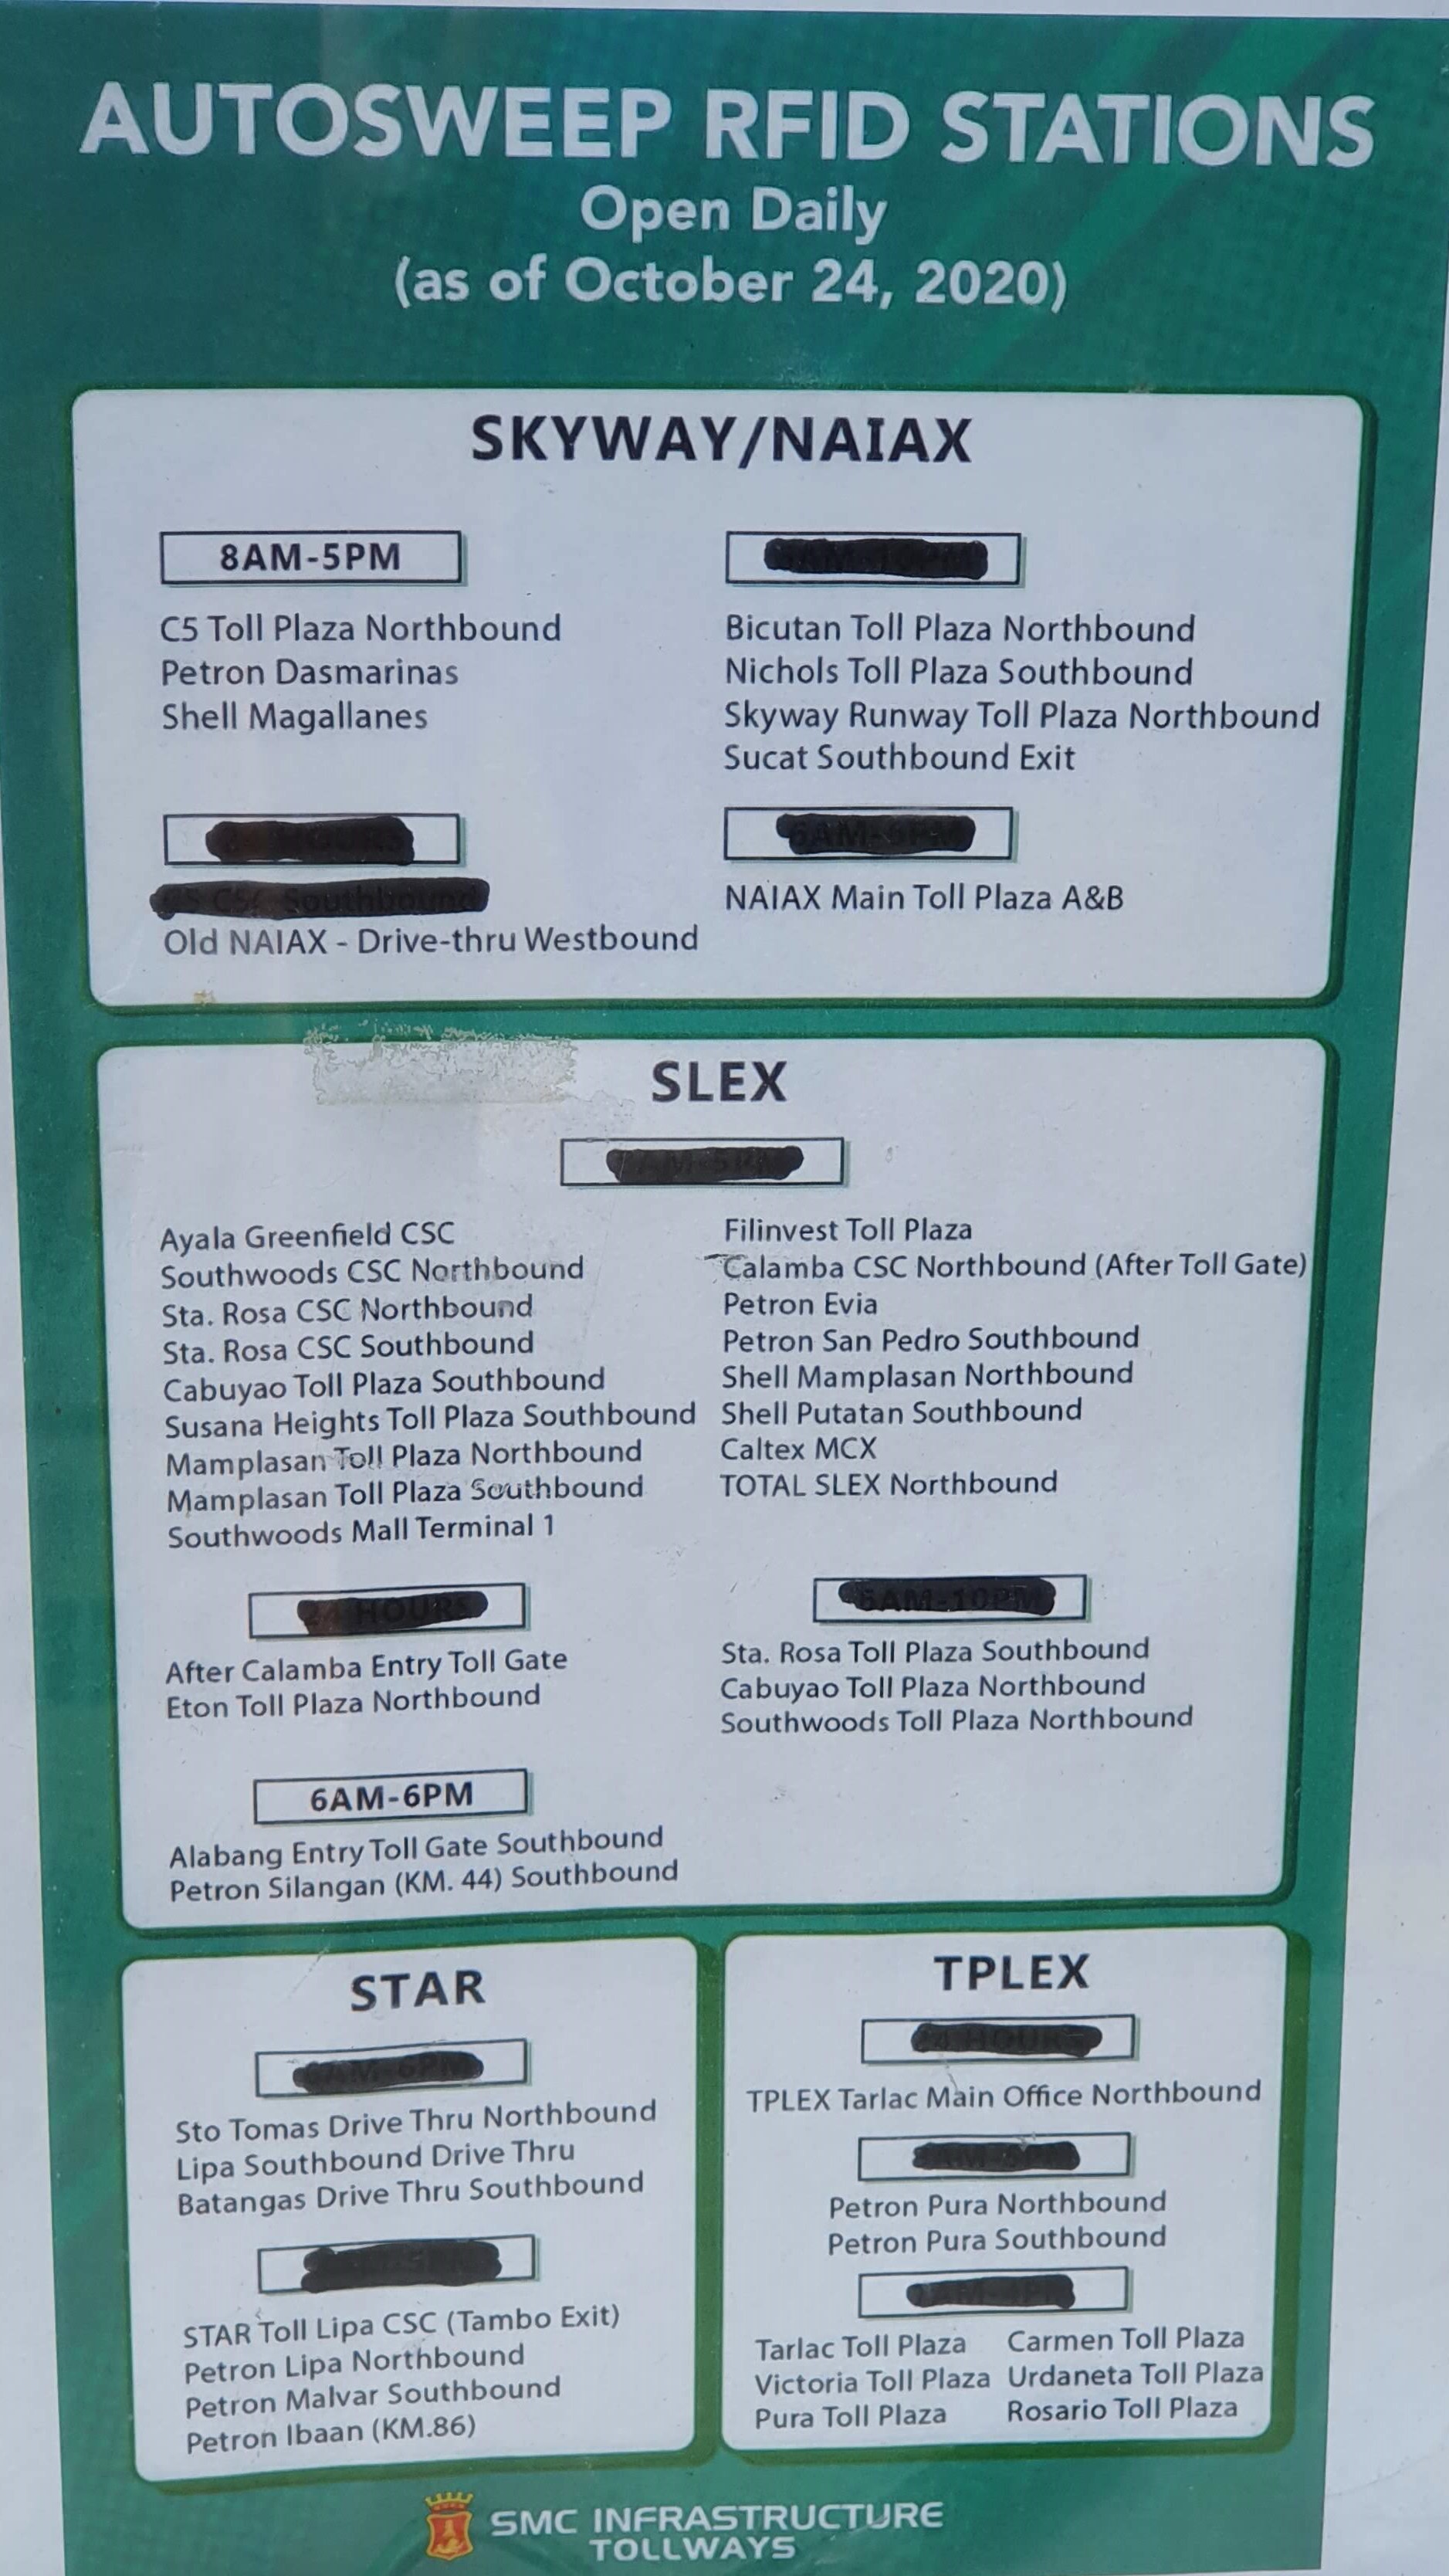 AUTOSWEEP RFID STATIONS
Open Daily
(as of October 24, 2020)
SKYWAY/NAIAX
8AM-5PM
C5 Toll Plaza Northbound
Petron Dasmarinas
Shell Magallanes
Bicutan Toll Plaza Northbound
Nichols Toll Plaza Southbound
Skyway Runway Toll Plaza Northbound
Sucat Southbound Exit
HOURS
Southbound
Old NAIAX - Drive-thru Westbound
NAIAX Main Toll Plaza A&B
SLEX
Ayala Greenfield CSC
Southwoods CSC Northbound
Sta. Rosa CSC Northbound
Sta. Rosa CSC Southbound
Cabuyao Toll Plaza Southbound
Susana Heights Toll Plaza Southbound
Mamplasan Toll Plaza Northbound
Mamplasan Toll Plaza Southbound
Southwoods Mall Terminal 1
Filinvest Toll Plaza
Calamba CSC Northbound (After Toll Gate)
Petron Evia
Petron San Pedro Southbound
Shell Mamplasan Northbound
Shell Putatan Southbound
Caltex MCX
TOTAL SLEX Northbound
24 HOURS
After Calamba Entry Toll Gate
Eton Toll Plaza Northbound
6AM-10PM
Sta. Rosa Toll Plaza Southbound
Cabuyao Toll Plaza Northbound
Southwoods Toll Plaza Northbound
6AM-6PM
Alabang Entry Toll Gate Southbound
Petron Silangan (KM. 44) Southbound
STAR
Sto Tomas Drive Thru Northbound
Lipa Southbound Drive Thru
Batangas Drive Thru Southbound
STAR Toll Lipa CSC (Tambo Exit)
Petron Lipa Northbound
Petron Malvar Southbound
Petron Ibaan (KM.86)
TPLEX
24 HOURS
TPLEX Tarlac Main Office Northbound
Petron Pura Northbound
Petron Pura Southbound
Tarlac Toll Plaza
Victoria Toll Plaza
Pura Toll Plaza
Carmen Toll Plaza
Urdaneta Toll Plaza
Rosario Toll Plaza
SMC INFRASTRUCTURE
TOLLWAYS